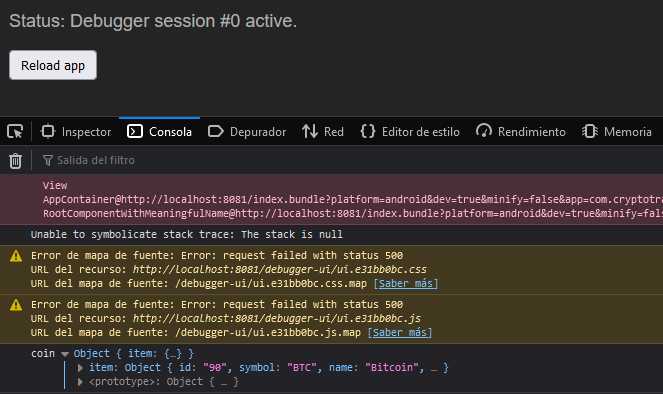 Status: Debugger session #0 active.
Reload app
Inspector Consola Depurador Red Editor de estilo Rendimiento Memoria
Salida del filtro
View
AppContainer@http://localhost:8081/index.bundle?platform=android&dev=true&minify=false&app=com.cryptotra
RootComponentWithMeaningfulName@http://localhost:8081/index.bundle?platform=android&dev=true&minify=fals
Unable to symbolicate stack trace: The stack is null
Error de mapa de fuente: Error: request failed with status 500
URL del recurso: http://localhost:8081/debugger-ui/ui.e31bb0bc.css
URL del mapa de fuente: /debugger-ui/ui.e31bb0bc.css.map [Saber más]
Error de mapa de fuente: Error: request failed with status 500
URL del recurso: http://localhost:8081/debugger-ui/ui.e31bb0bc.js
URL del mapa de fuente: /debugger-ui/ui.e31bb0bc.js.map [Saber más]
coin Object { item: {…} }
item: Object { id: "90", symbol: "BTC", name: "Bitcoin", … }
<prototype>: Object { … }